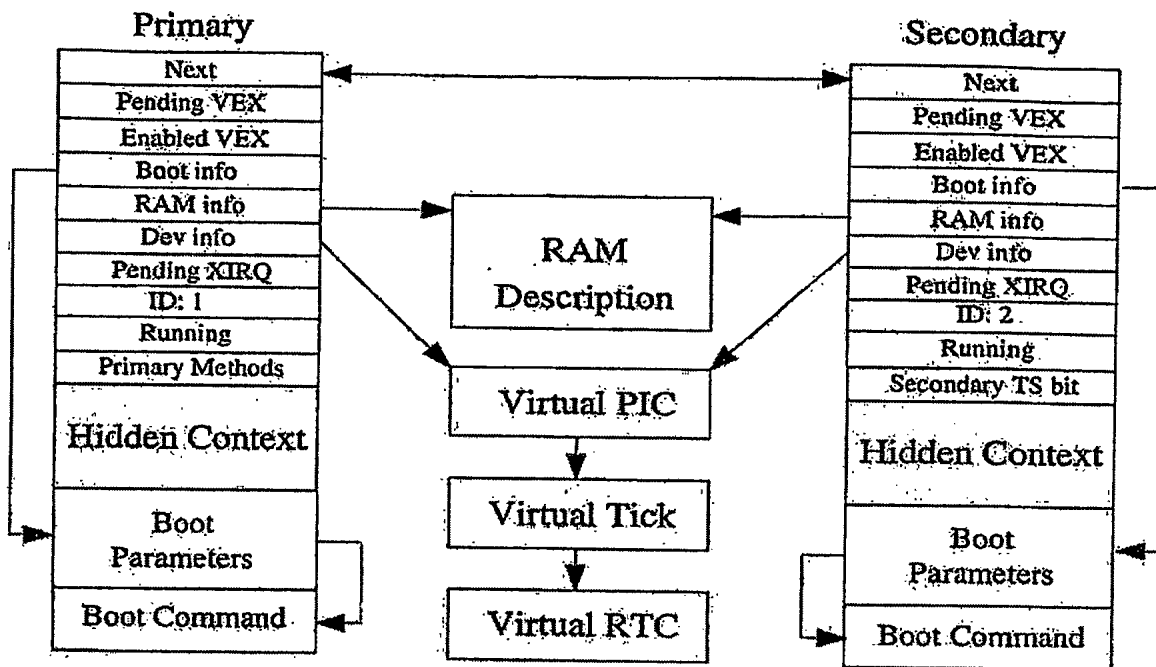 Primary
Next
Pending VEX
Enabled VEX
Boot info
RAM info
Dev info
Pending XIRQ
ID: 1
Running
Primary Methods
Hidden Context
Boot
Parameters
Boot Command
RAM
Description
Virtual PIC
Virtual Tick
Virtual RTC
Secondary
Next
Pending VEX
Enabled VEX
Boot info
RAM info
Dev info
Pending XIRQ
ID: 2
Running
Secondary TS bit
Hidden Context
Boot
Parameters
Boot Command